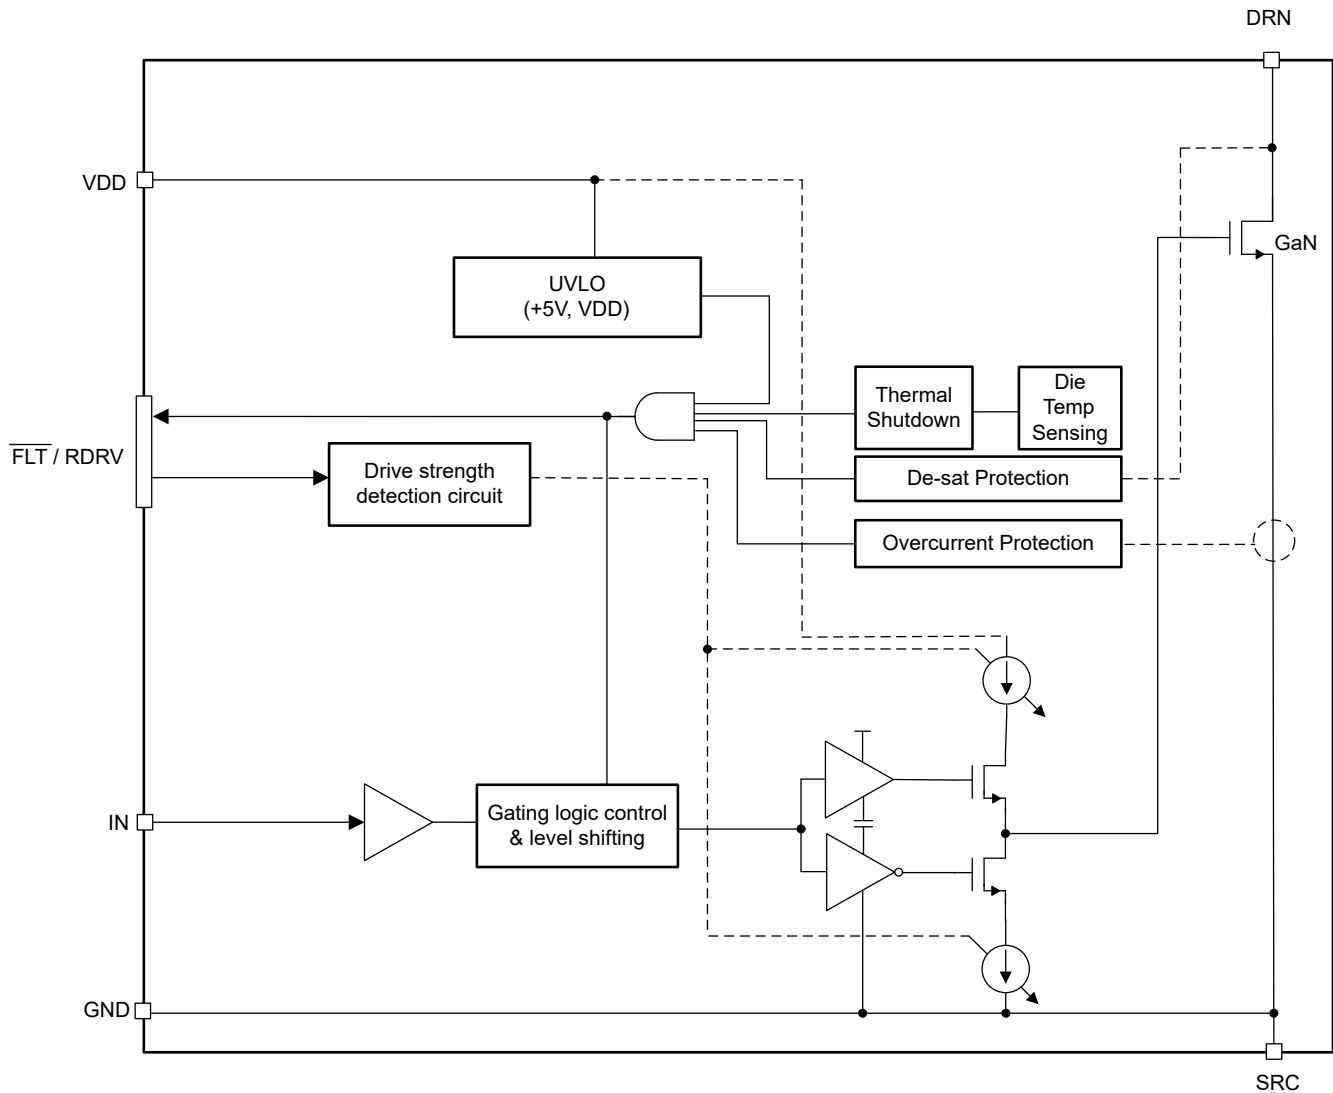 DRN
VDD
GaN
UVLO
(+5V, VDD)
Thermal
Shutdown
Die
Temp
Sensing
FLT / RDRV
Drive strength
detection circuit
De-sat Protection
Overcurrent Protection
IN
Gating logic control
& level shifting
GND
SRC